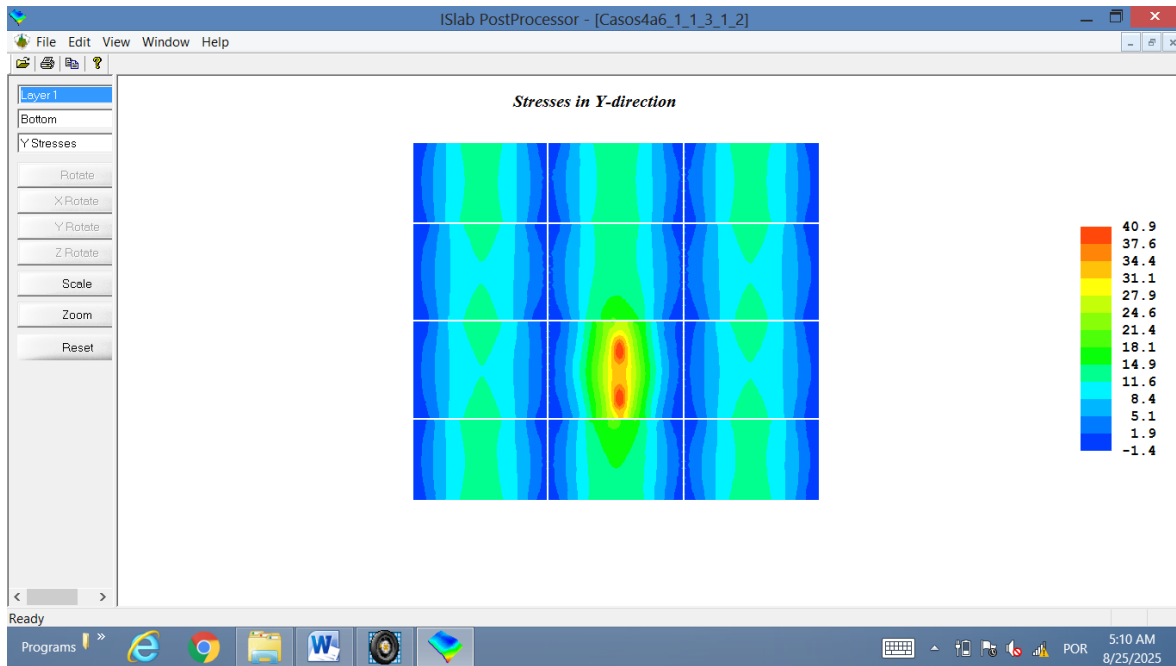 ISlab PostProcessor - [Casos4a6_1_1_3_1_2]
File Edit View Window Help
Layer 1
Bottom
Y Stresses
Rotate
X Rotate
Y Rotate
Z Rotate
Scale
Zoom
Reset
Stresses in Y-direction
40.9
37.6
34.4
31.1
27.9
24.6
21.4
18.1
14.9
11.6
8.4
5.1
1.9
-1.4
Ready
Programs
POR
5:10 AM
8/25/2025